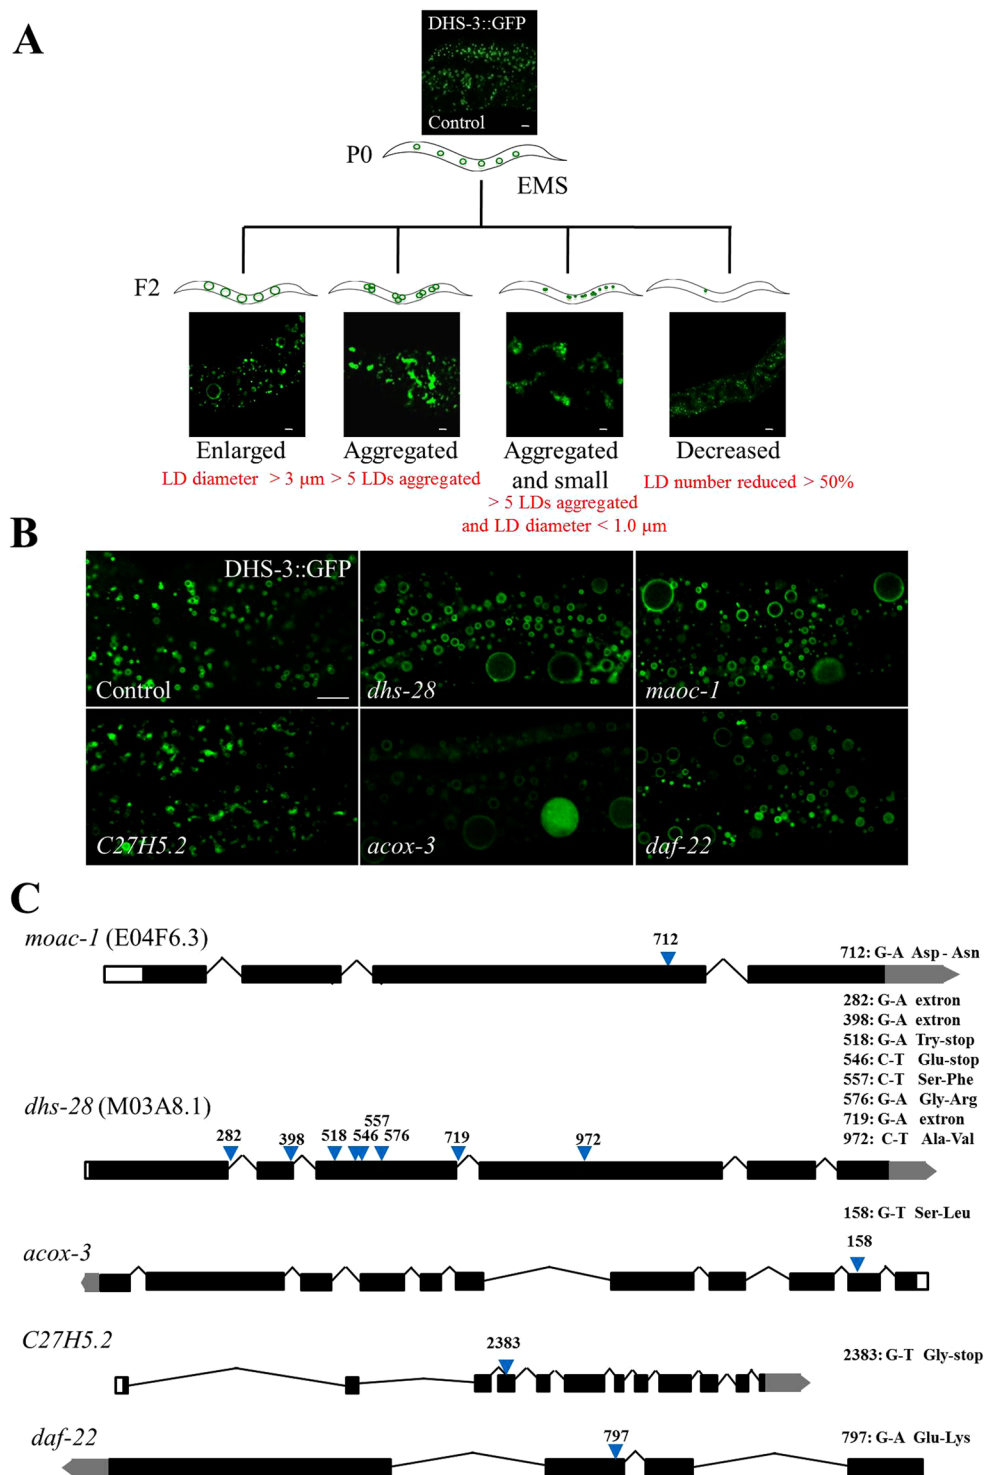 A
DHS-3::GFP
Control
P0
EMS
F2
Enlarged
LD diameter > 3 μm
Aggregated
> 5 LDs aggregated
Aggregated
and small
> 5 LDs aggregated
and LD diameter < 1.0 μm
Decreased
LD number reduced > 50%
B
DHS-3::GFP
Control
dhs-28
maoc-1
C27H5.2
acox-3
daf-22
C
moac-1 (E04F6.3)
712
712: G-A Asp - Asn
282: G-A extron
398: G-A extron
518: G-A Try-stop
546: C-T Glu-stop
557: C-T Ser-Phe
576: G-A Gly-Arg
719: G-A extron
972: C-T Ala-Val
dhs-28 (M03A8.1)
557
282 398 518 546 576 719 972
158: G-T Ser-Leu
acox-3
158
C27H5.2
2383
2383: G-T Gly-stop
daf-22
797
797: G-A Glu-Lys